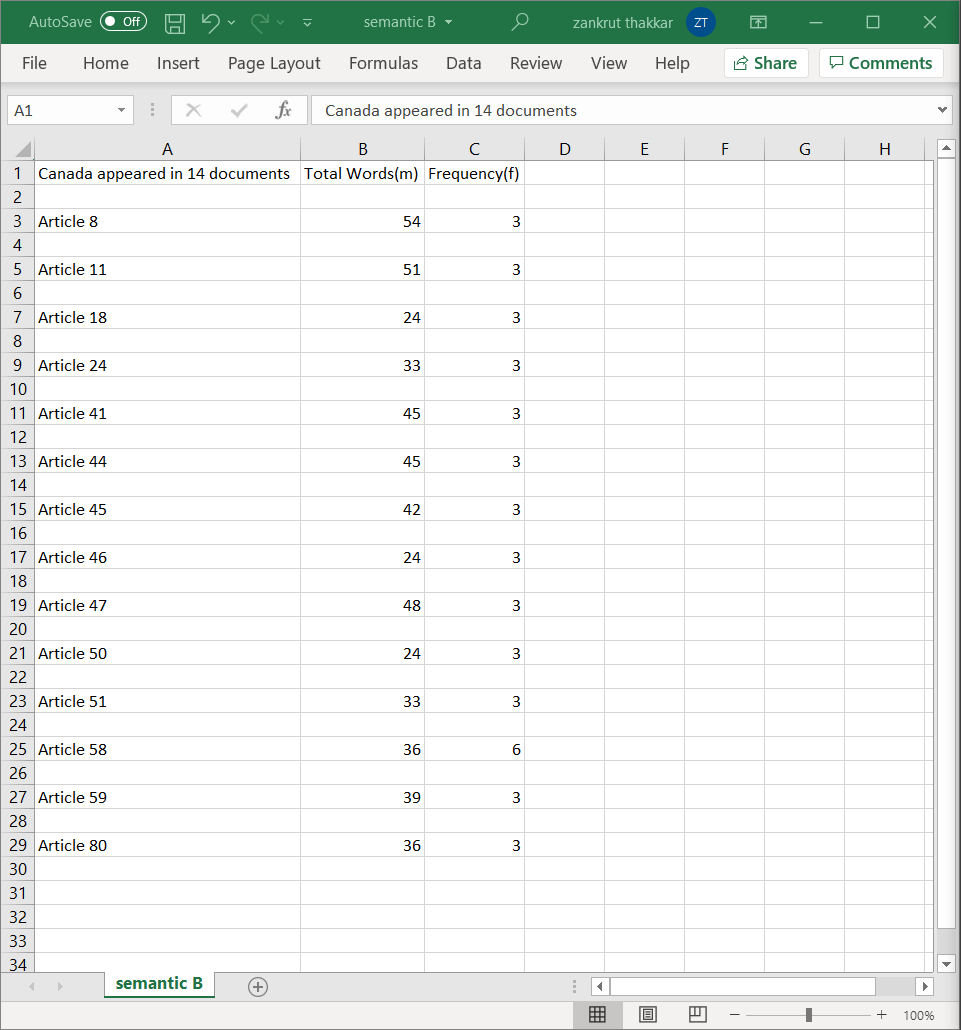 AutoSave Off semantic B zankrut thakkar ZT
File Home Insert Page Layout Formulas Data Review View Help Share Comments
A1 fx Canada appeared in 14 documents
A B C D E F G H
1 Canada appeared in 14 documents Total Words(m) Frequency(f)
2
3 Article 8 54 3
4
5 Article 11 51 3
6
7 Article 18 24 3
8
9 Article 24 33 3
10
11 Article 41 45 3
12
13 Article 44 45 3
14
15 Article 45 42 3
16
17 Article 46 24 3
18
19 Article 47 48 3
20
21 Article 50 24 3
22
23 Article 51 33 3
24
25 Article 58 36 6
26
27 Article 59 39 3
28
29 Article 80 36 3
30
31
32
33
34
semantic B
100%